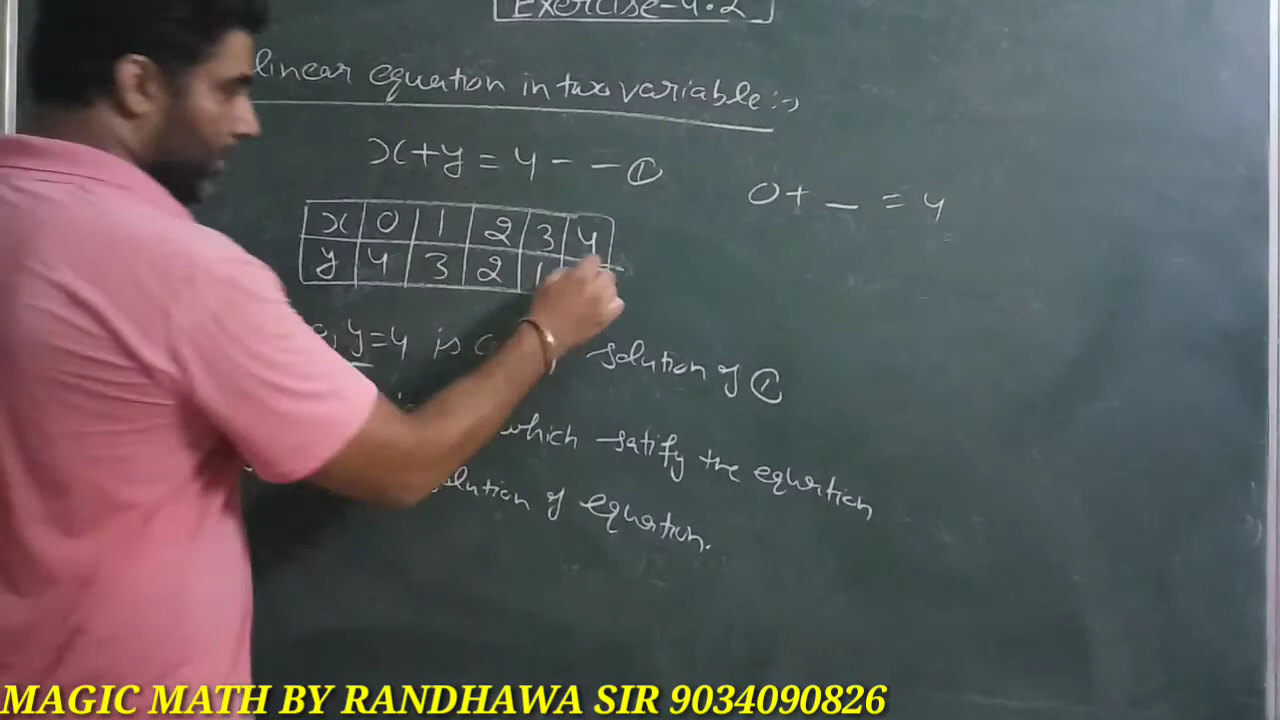 Exercise-4.2
linear equation in two variable :->
x+y = 4 - - ①
0+ _ = 4
x 0 1 2 3 4
y 4 3 2 1
y=4 is solution of ①
which satify the equation
solution of equation.
MAGIC MATH BY RANDHAWA SIR 9034090826